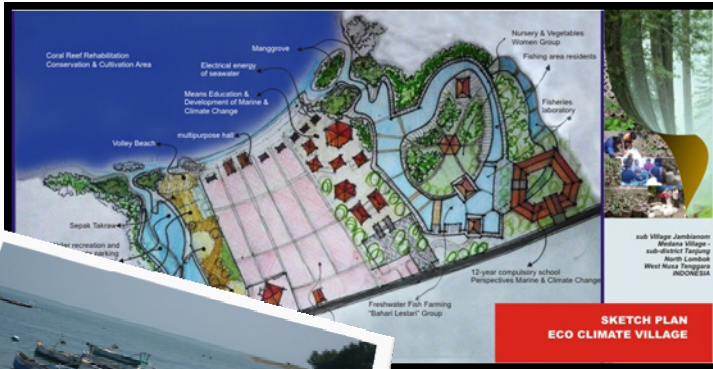 Coral Reef Rehabilitation
Conservation & Cultivation Area
Manggrove
Electrical energy
of seawater
Means Education &
Development of Marine &
Climate Change
multipurpose hall
Volley Beach
Sepak Takraw
recreation and
parking
Nursery & Vegetables
Women Group
Fishing area residents
Fisheries
laboratory
12-year compulsory school
Perspectives Marine & Climate Change
Freshwater Fish Farming
"Bahari Lestari" Group
sub Village Jambianom
Medana Village -
sub-district Tanjung
North Lombok
West Nusa Tenggara
INDONESIA
SKETCH PLAN
ECO CLIMATE VILLAGE